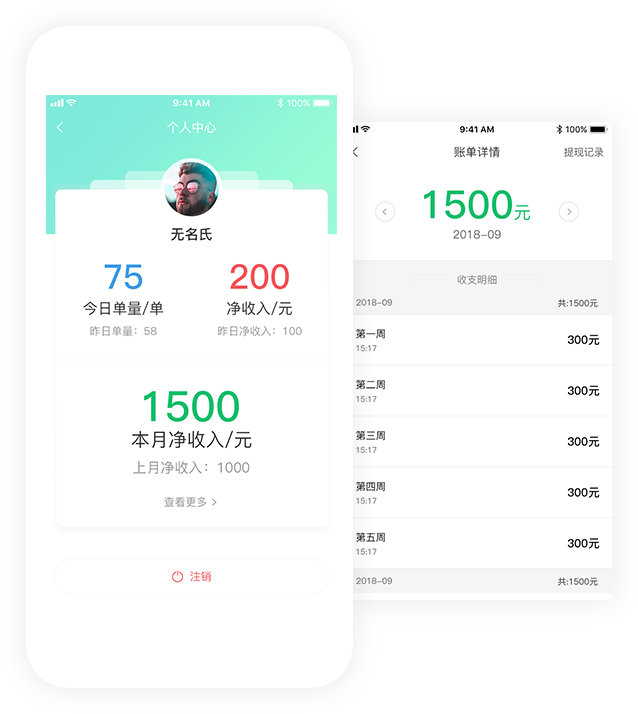 9:41 AM
100%
个人中心
无名氏
75
200
今日单量/单
净收入/元
昨日单量：58
昨日净收入：100
1500
本月净收入/元
上月净收入：1000
查看更多
注销
9:41 AM
100%
账单详情
提现记录
1500元
2018-09
收支明细
2018-09
共:1500元
第一周
15:17
300元
第二周
15:17
300元
第三周
15:17
300元
第四周
15:17
300元
第五周
15:17
300元
2018-09
共:1500元